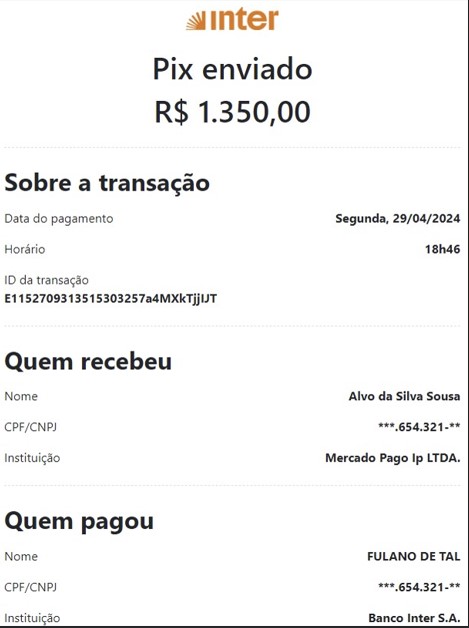 inter
Pix enviado
R$ 1.350,00
Sobre a transação
Data do pagamento Segunda, 29/04/2024
Horário 18h46
ID da transação
E1152709313515303257a4MXkTjjIJT
Quem recebeu
Nome Alvo da Silva Sousa
CPF/CNPJ ***.654.321-**
Instituição Mercado Pago Ip LTDA.
Quem pagou
Nome FULANO DE TAL
CPF/CNPJ ***.654.321-**
Instituição Banco Inter S.A.